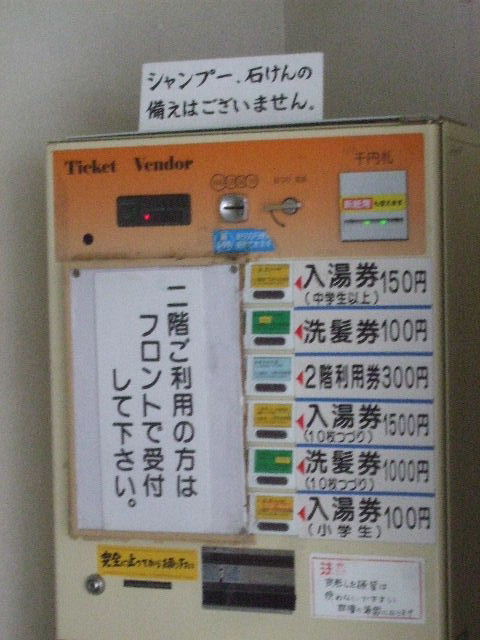 シャンプー、石けんの
備えはございません。
Ticket Vendor
千円札
二階ご利用の方は
フロントで受付
して下さい。
入湯券 150円
(中学生以上)
洗髪券 100円
2階利用券 300円
入湯券 1500円
(10枚つづり)
洗髪券 1000円
(10枚つづり)
入湯券 100円
(小学生)
注